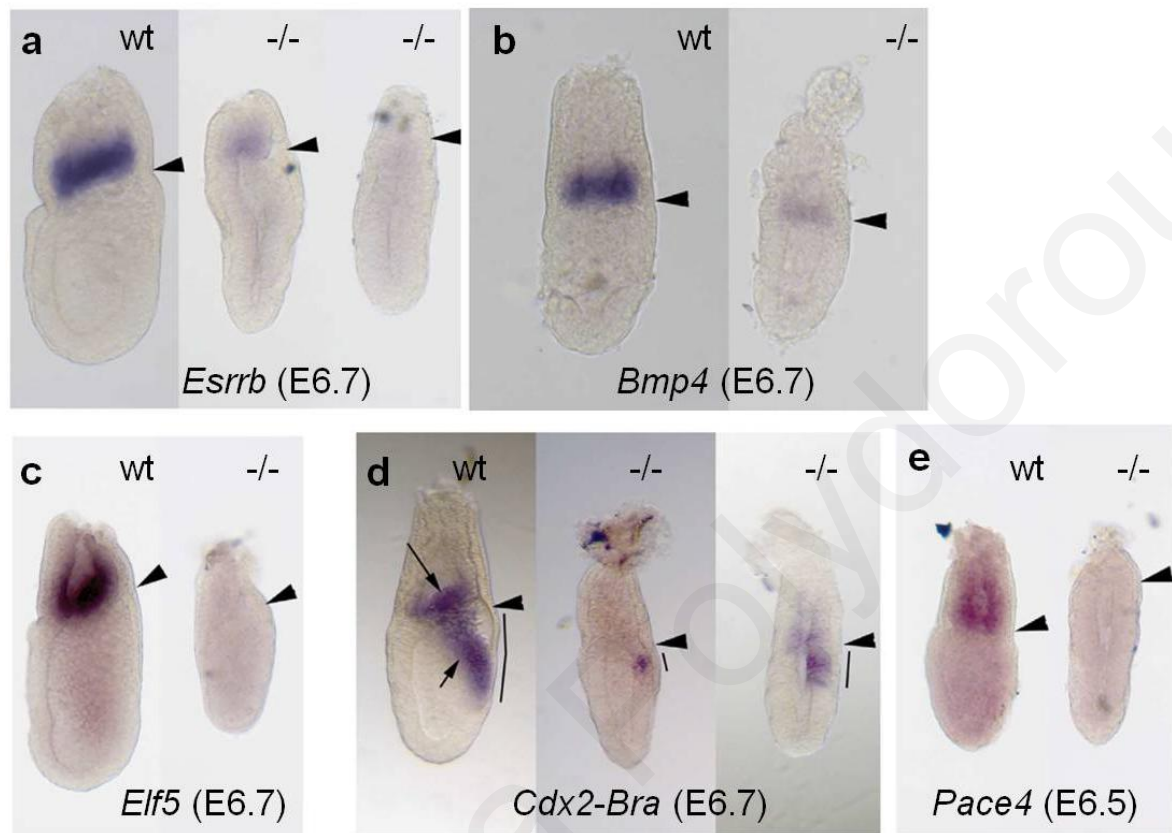 a wt -/- -/-
b wt -/-
Esrrb (E6.7)
Bmp4 (E6.7)
c wt -/-
d wt -/- -/-
e wt -/-
Elf5 (E6.7)
Cdx2-Bra (E6.7)
Pace4 (E6.5)